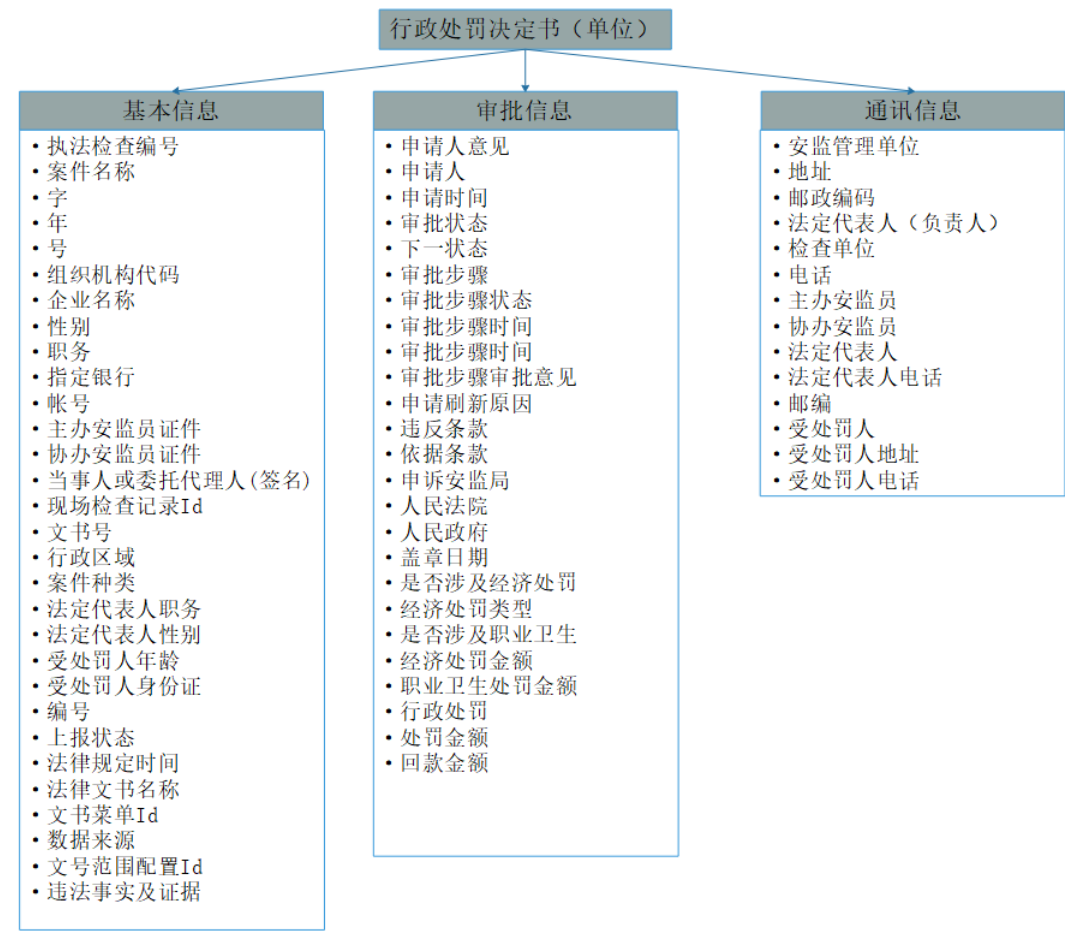 行政处罚决定书（单位）
基本信息
• 执法检查编号
• 案件名称
• 字
• 年
• 号
• 组织机构代码
• 企业名称
• 性别
• 职务
• 指定银行
• 帐号
• 主办安监员证件
• 协办安监员证件
• 当事人或委托代理人(签名)
• 现场检查记录Id
• 文书号
• 行政区域
• 案件种类
• 法定代表人职务
• 法定代表人性别
• 受处罚人年龄
• 受处罚人身份证
• 编号
• 上报状态
• 法律规定时间
• 法律文书名称
• 文书菜单Id
• 数据来源
• 文号范围配置Id
• 违法事实及证据
审批信息
• 申请人意见
• 申请人
• 申请时间
• 审批状态
• 下一状态
• 审批步骤
• 审批步骤状态
• 审批步骤时间
• 审批步骤时间
• 审批步骤审批意见
• 申请刷新原因
• 违反条款
• 依据条款
• 申诉安监局
• 人民法院
• 人民政府
• 盖章日期
• 是否涉及经济处罚
• 经济处罚类型
• 是否涉及职业卫生
• 经济处罚金额
• 职业卫生处罚金额
• 行政处罚
• 处罚金额
• 回款金额
通讯信息
• 安监管理单位
• 地址
• 邮政编码
• 法定代表人（负责人）
• 检查单位
• 电话
• 主办安监员
• 协办安监员
• 法定代表人
• 法定代表人电话
• 邮编
• 受处罚人
• 受处罚人地址
• 受处罚人电话